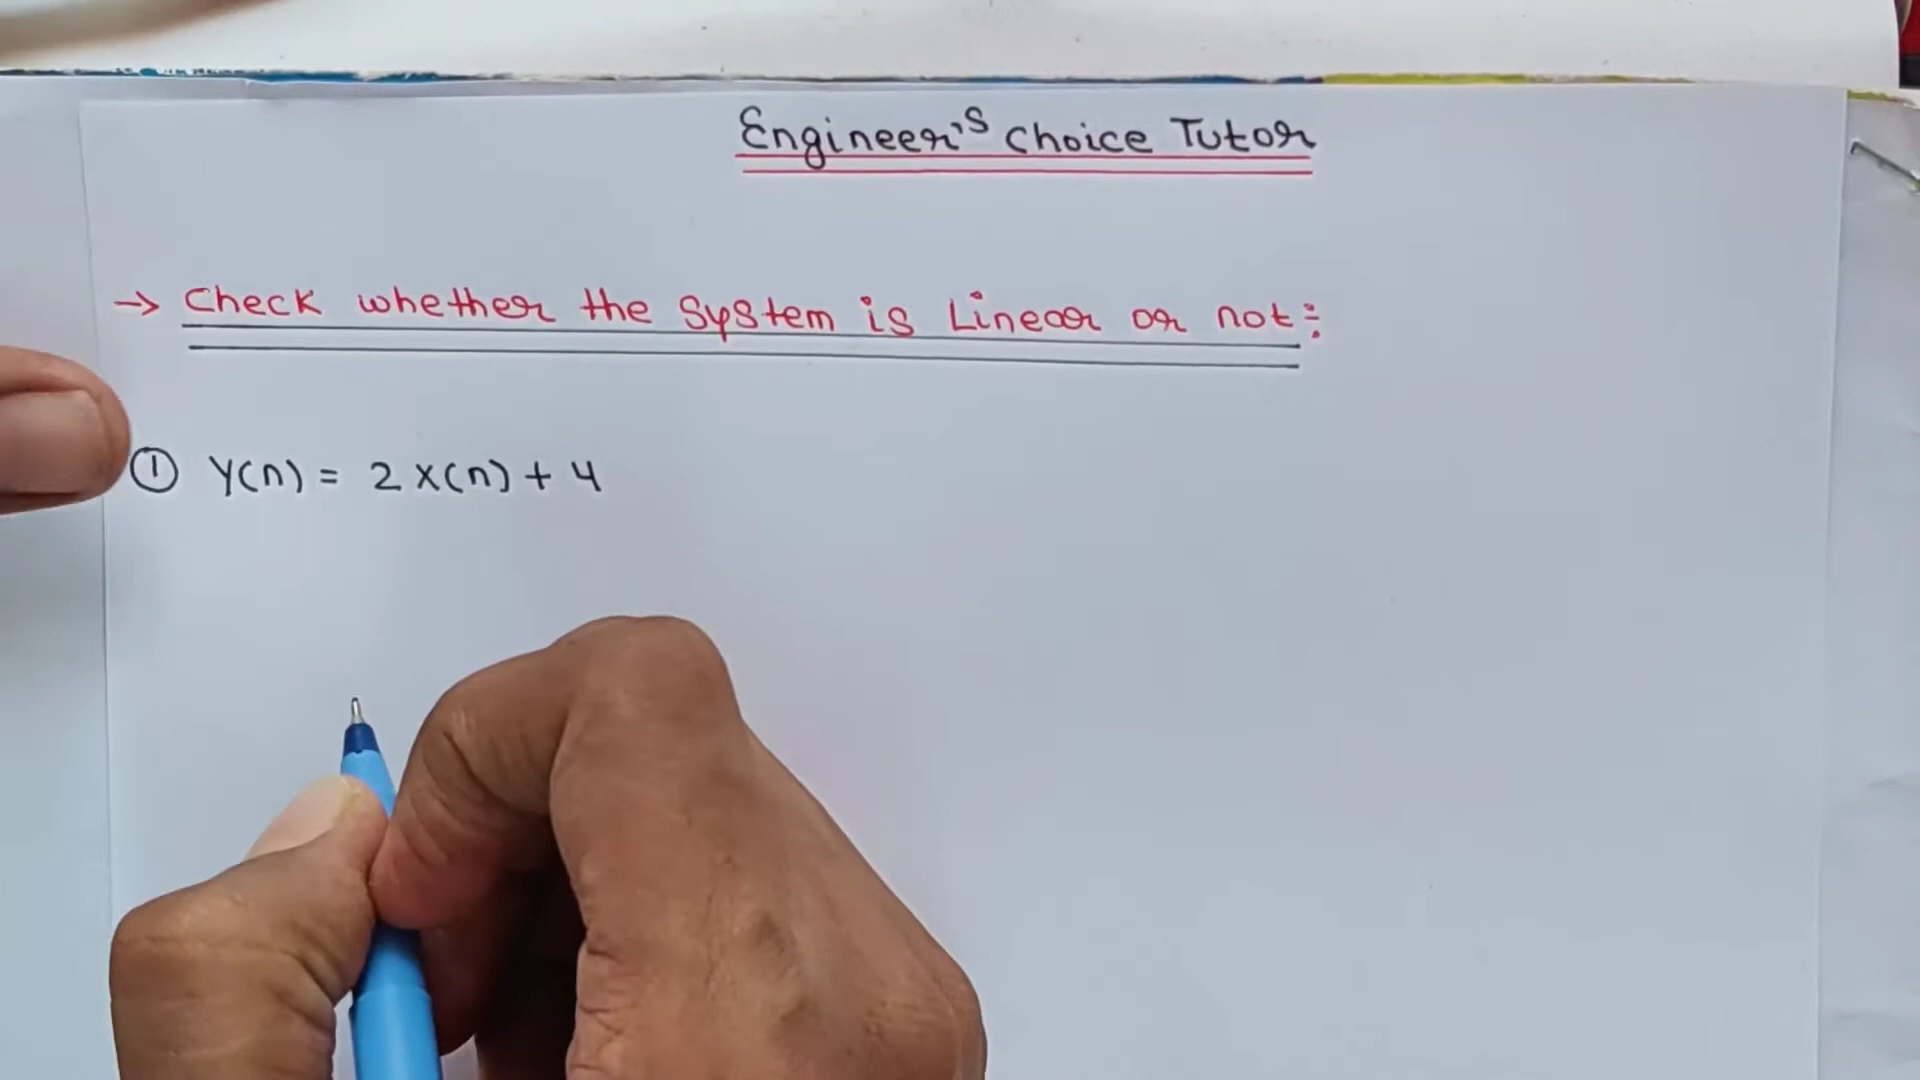 Engineer's Choice Tutor
→ Check whether the System is Linear or not:
① y(n) = 2x(n) + 4